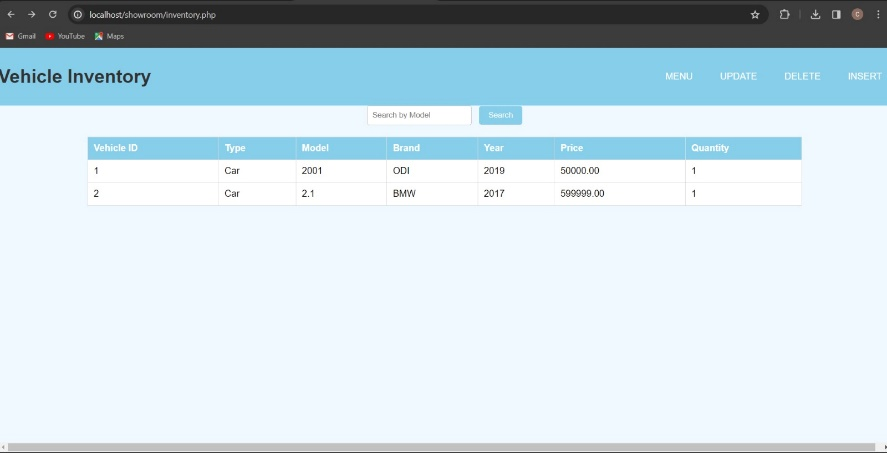 localhost/showroom/inventory.php
C
Gmail YouTube Maps
Vehicle Inventory MENU UPDATE DELETE INSERT
Search by Model Search
Vehicle ID Type Model Brand Year Price Quantity
1 Car 2001 ODI 2019 50000.00 1
2 Car 2.1 BMW 2017 599999.00 1